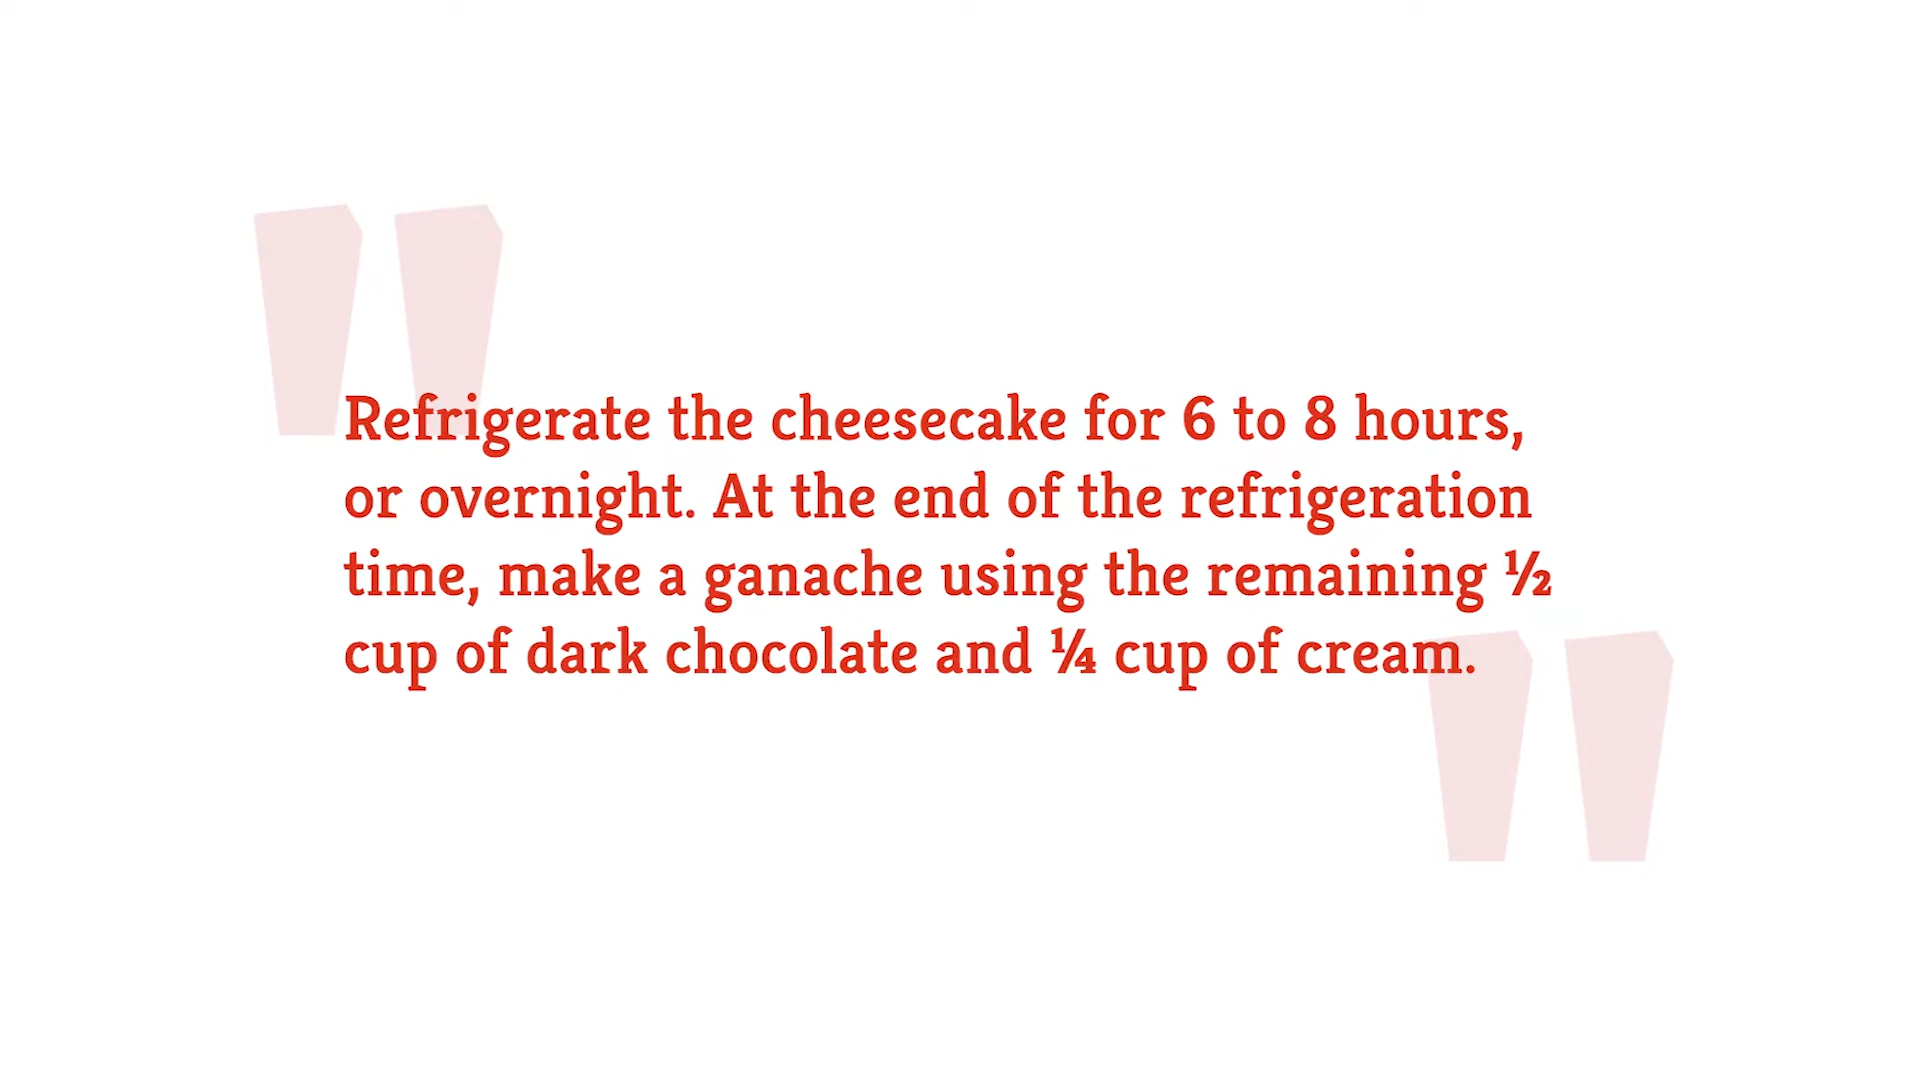 Refrigerate the cheesecake for 6 to 8 hours,
or overnight. At the end of the refrigeration
time, make a ganache using the remaining ½
cup of dark chocolate and ¼ cup of cream.